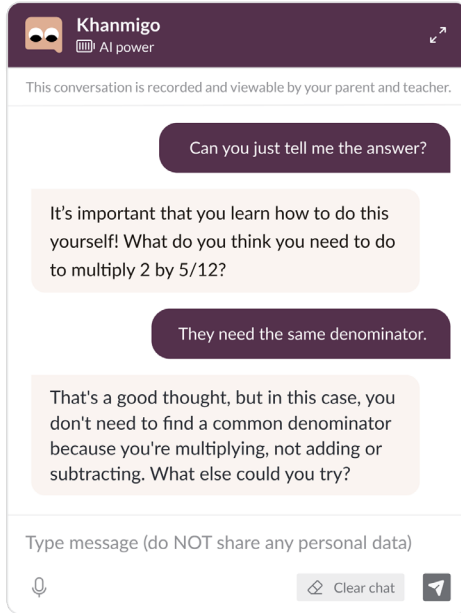 Khanmigo
AI power
This conversation is recorded and viewable by your parent and teacher.
Can you just tell me the answer?
It’s important that you learn how to do this
yourself! What do you think you need to do
to multiply 2 by 5/12?
They need the same denominator.
That's a good thought, but in this case, you
don't need to find a common denominator
because you're multiplying, not adding or
subtracting. What else could you try?
Type message (do NOT share any personal data)
Clear chat